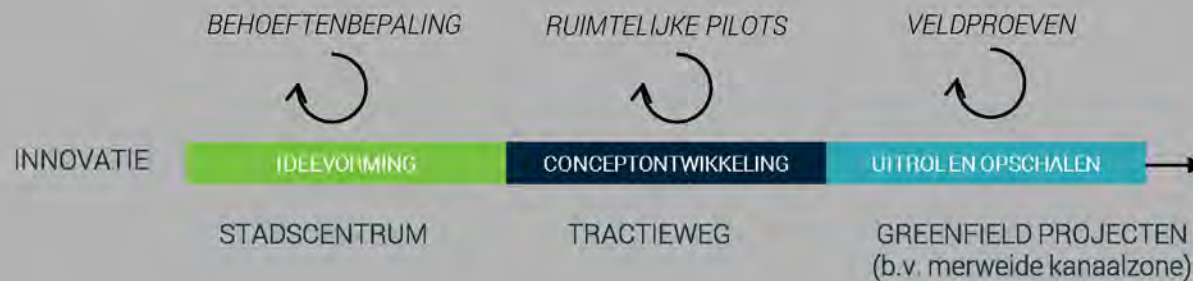 BEHOEFTENBEPALING RUIMTELIJKE PILOTS VELDPROEVEN
INNOVATIE IDEEVORMING CONCEPTONTWIKKELING UITROL EN OPSCHALEN
STADSCENTRUM TRACTIEWEG GREENFIELD PROJECTEN
(b.v. merweide kanaalzone)